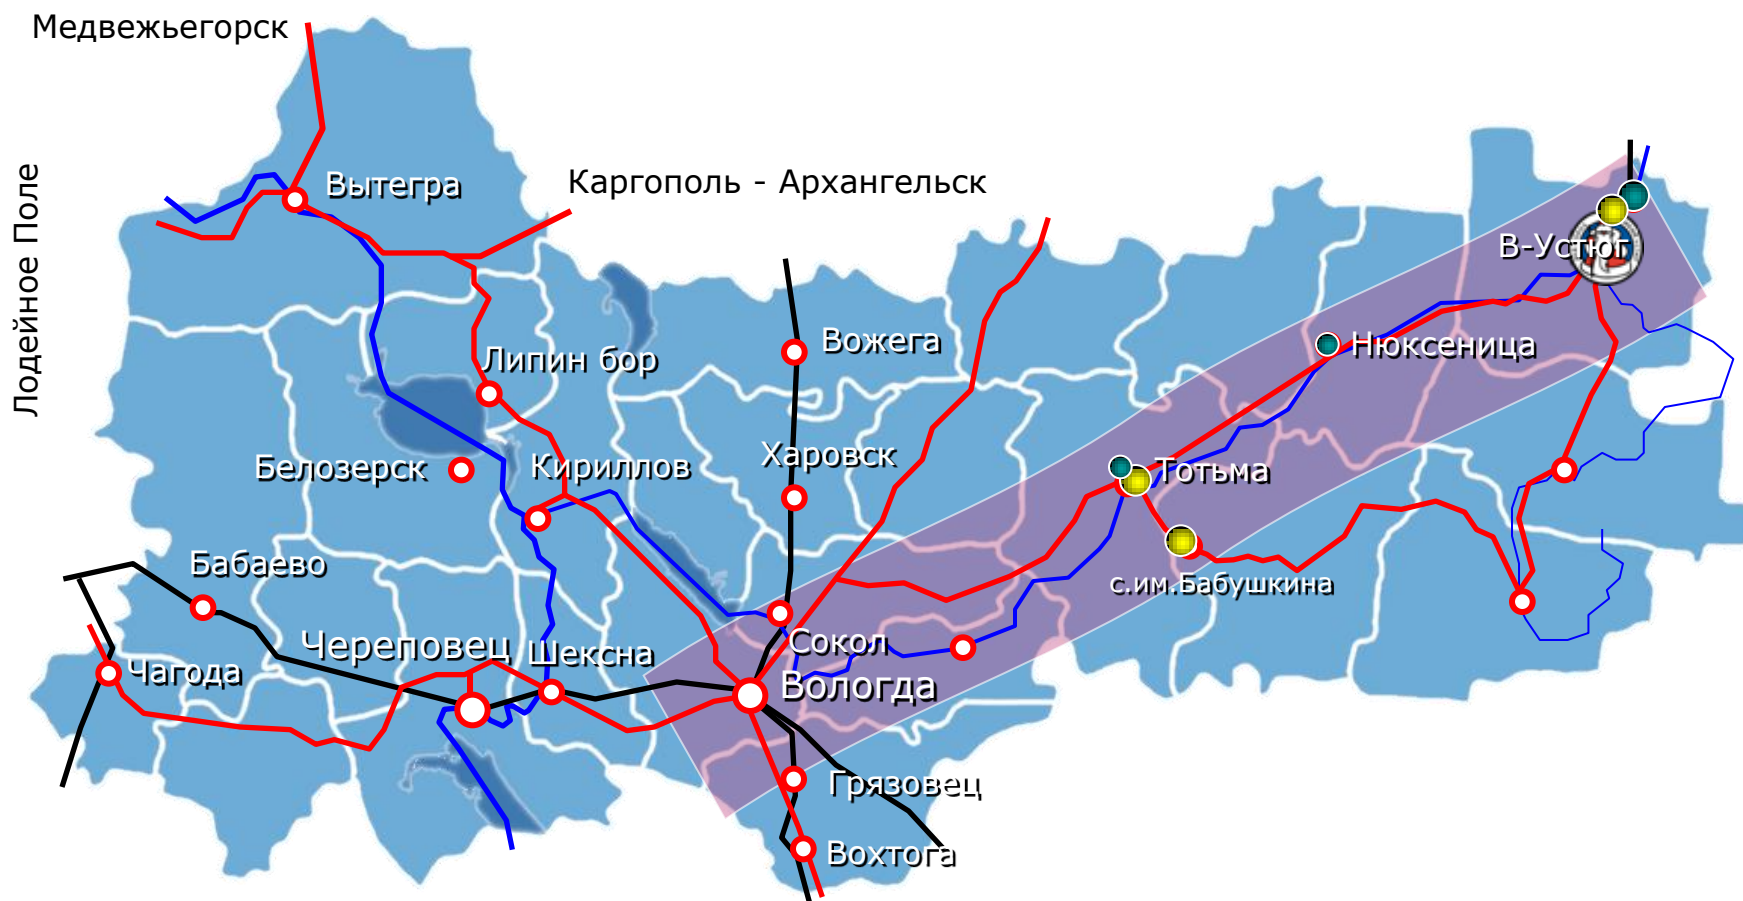 Медвежьегорск
Лодейное Поле
Вытегра
Каргополь - Архангельск
В-Устюг
Вожега
Нюксеница
Липин бор
Белозерск
Кириллов
Харовск
Тотьма
Бабаево
с.им.Бабушкина
Череповец
Шексна
Сокол
Чагода
Вологда
Грязовец
Вохтога